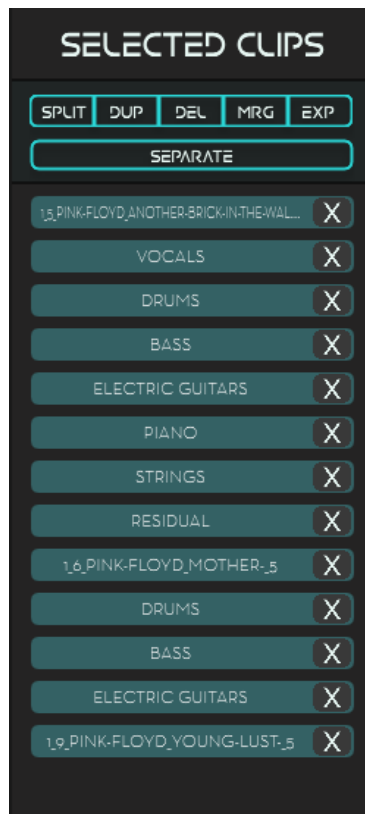 SELECTED CLIPS
SPLIT DUP DEL MRG EXP
SEPARATE
1_5_PINK-FLOYD_ANOTHER-BRICK-IN-THE-WAL... X
VOCALS X
DRUMS X
BASS X
ELECTRIC GUITARS X
PIANO X
STRINGS X
RESIDUAL X
1_6_PINK-FLOYD_MOTHER-_5 X
DRUMS X
BASS X
ELECTRIC GUITARS X
1_9_PINK-FLOYD_YOUNG-LUST-_5 X